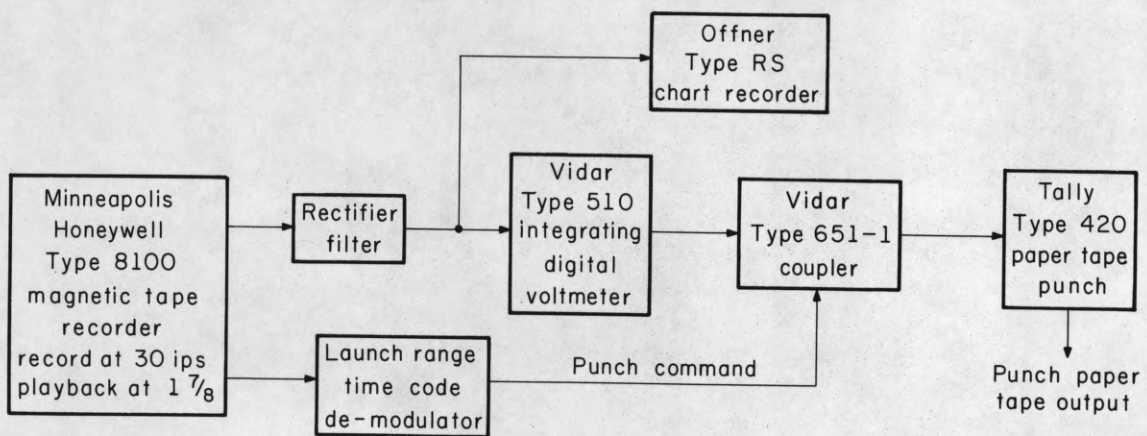 Offner
Type RS
chart recorder
Minneapolis
Honeywell
Type 8100
magnetic tape
recorder
record at 30 ips
playback at 1 7/8
Rectifier
filter
Vidar
Type 510
integrating
digital
voltmeter
Vidar
Type 651-1
coupler
Tally
Type 420
paper tape
punch
Launch range
time code
de-modulator
Punch command
Punch paper
tape output